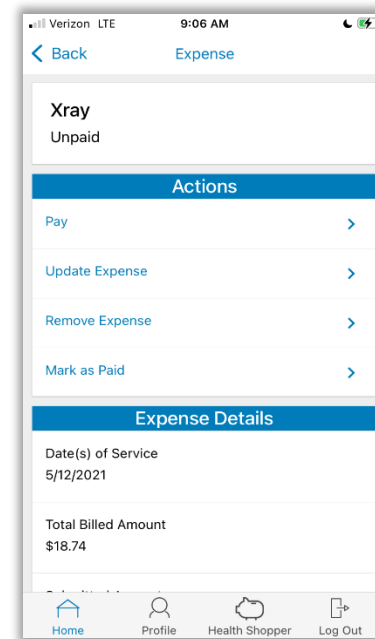 Verizon LTE 9:06 AM
Back Expense
Xray
Unpaid
Actions
Pay
Update Expense
Remove Expense
Mark as Paid
Expense Details
Date(s) of Service
5/12/2021
Total Billed Amount
$18.74
Home Profile Health Shopper Log Out